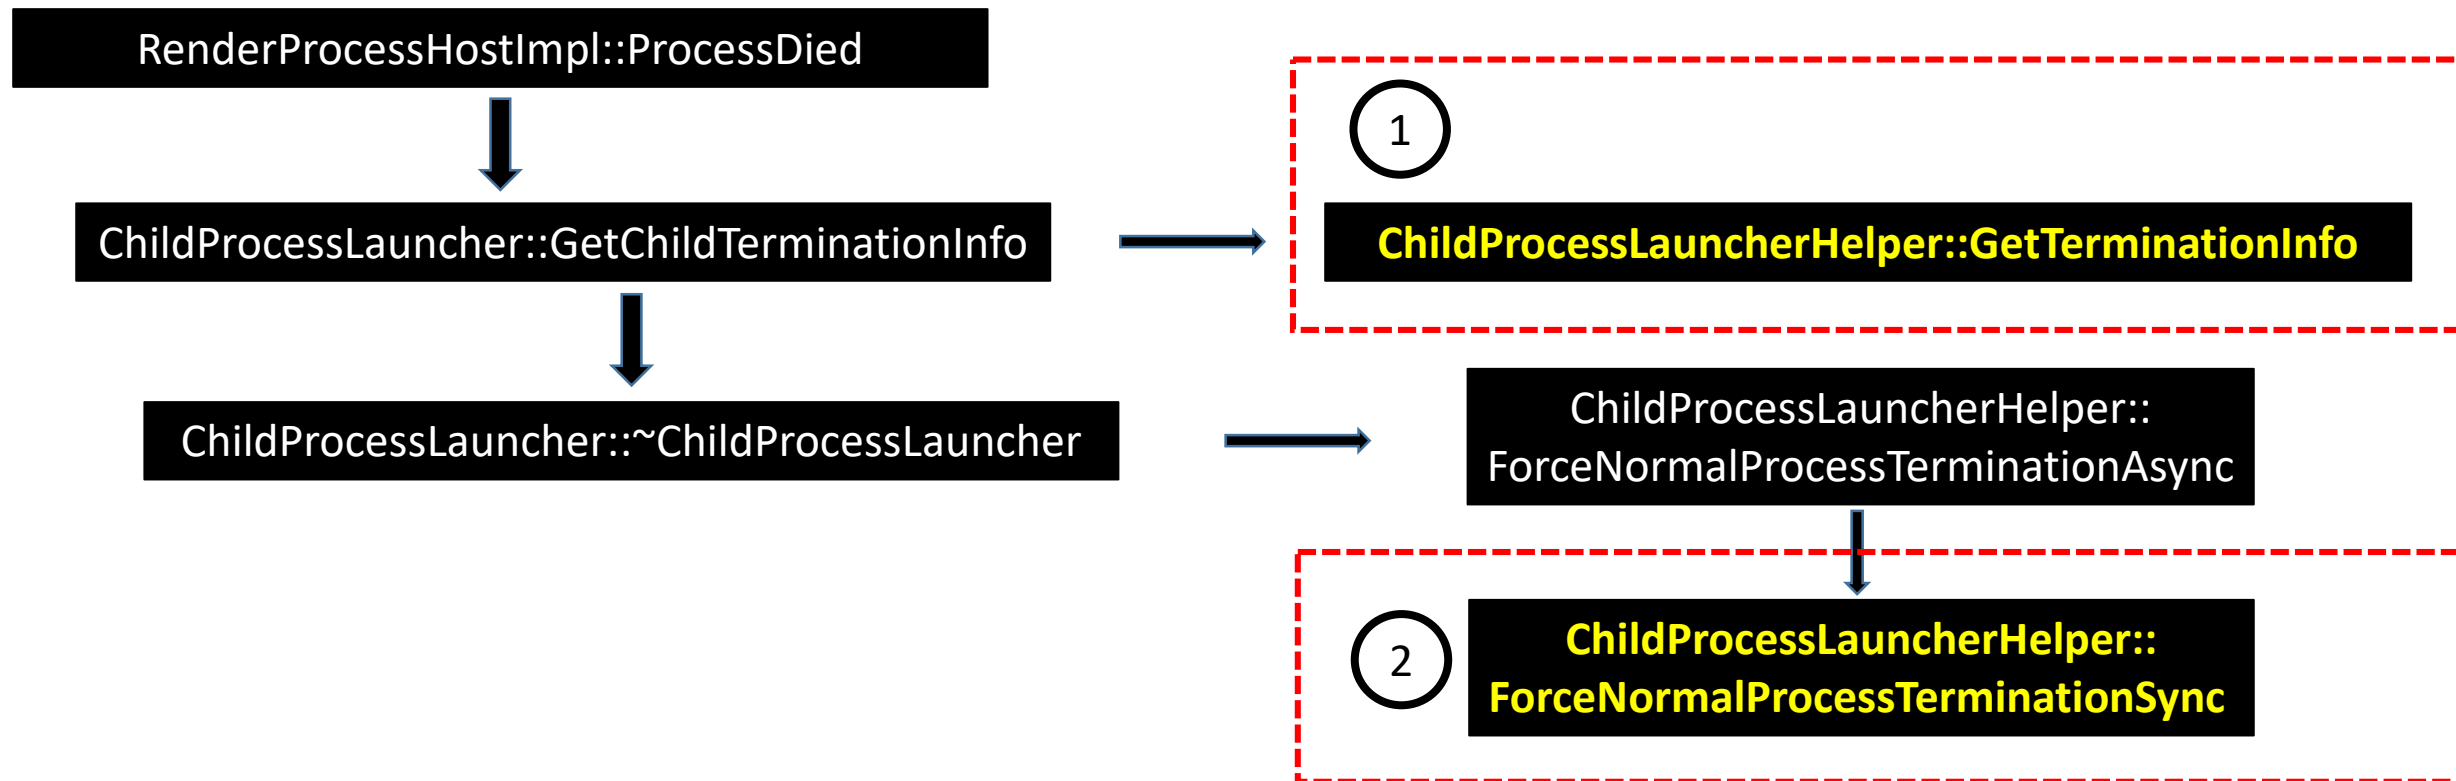 RenderProcessHostImpl::ProcessDied
1
ChildProcessLauncher::GetChildTerminationInfo
ChildProcessLauncherHelper::GetTerminationInfo
ChildProcessLauncher::~ChildProcessLauncher
ChildProcessLauncherHelper::
ForceNormalProcessTerminationAsync
2
ChildProcessLauncherHelper::
ForceNormalProcessTerminationSync